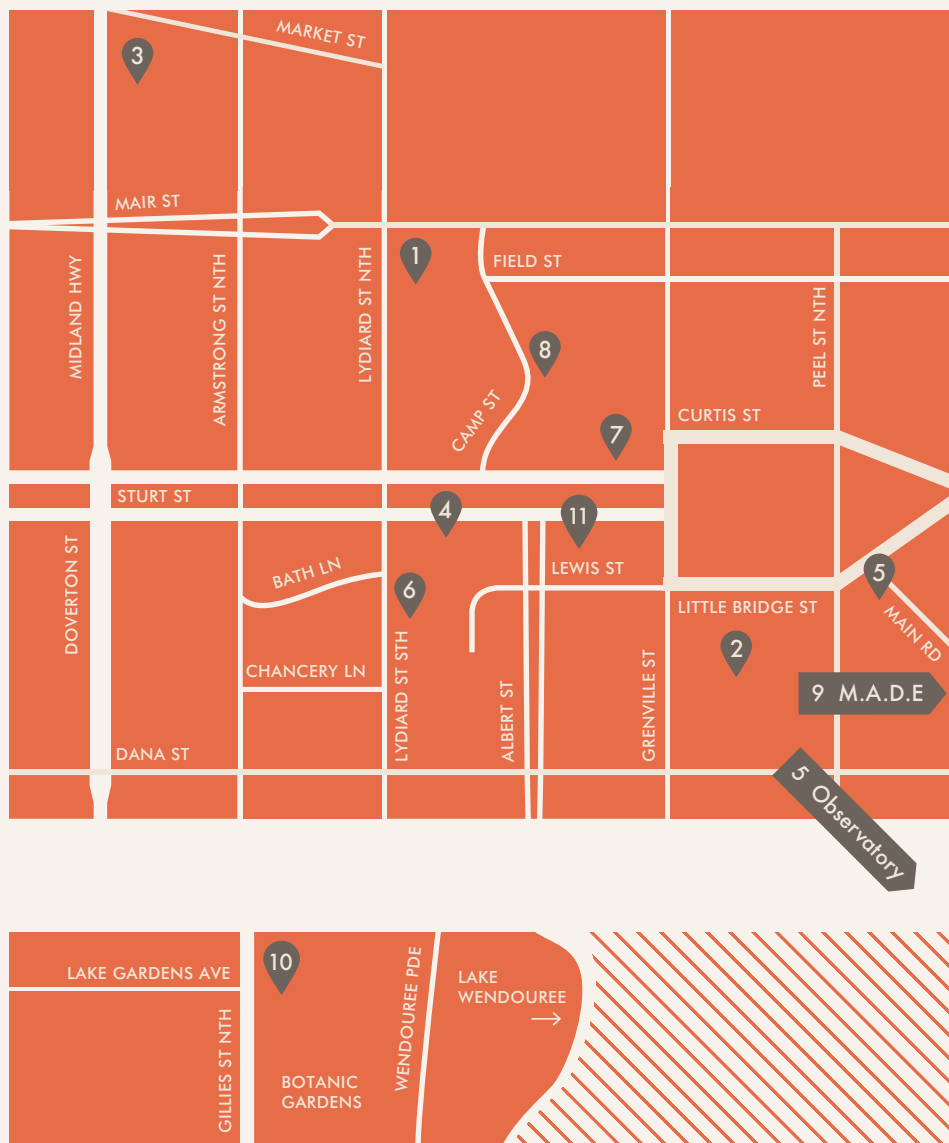 MARKET ST
3
MAIR ST
MIDLAND HWY
ARMSTRONG ST NTH
LYDIARD ST NTH
1
FIELD ST
PEEL ST NTH
8
CAMP ST
7
CURTIS ST
STURT ST
4
11
DOVERTON ST
BATH LN
6
LEWIS ST
5
LITTLE BRIDGE ST
MAIN RD
2
CHANCERY LN
LYDIARD ST STH
ALBERT ST
GRENVILLE ST
9 M.A.D.E
DANA ST
5 Observatory
10
LAKE GARDENS AVE
GILLIES ST NTH
WENDOUREE PDE
LAKE
WENDOUREE
BOTANIC
GARDENS